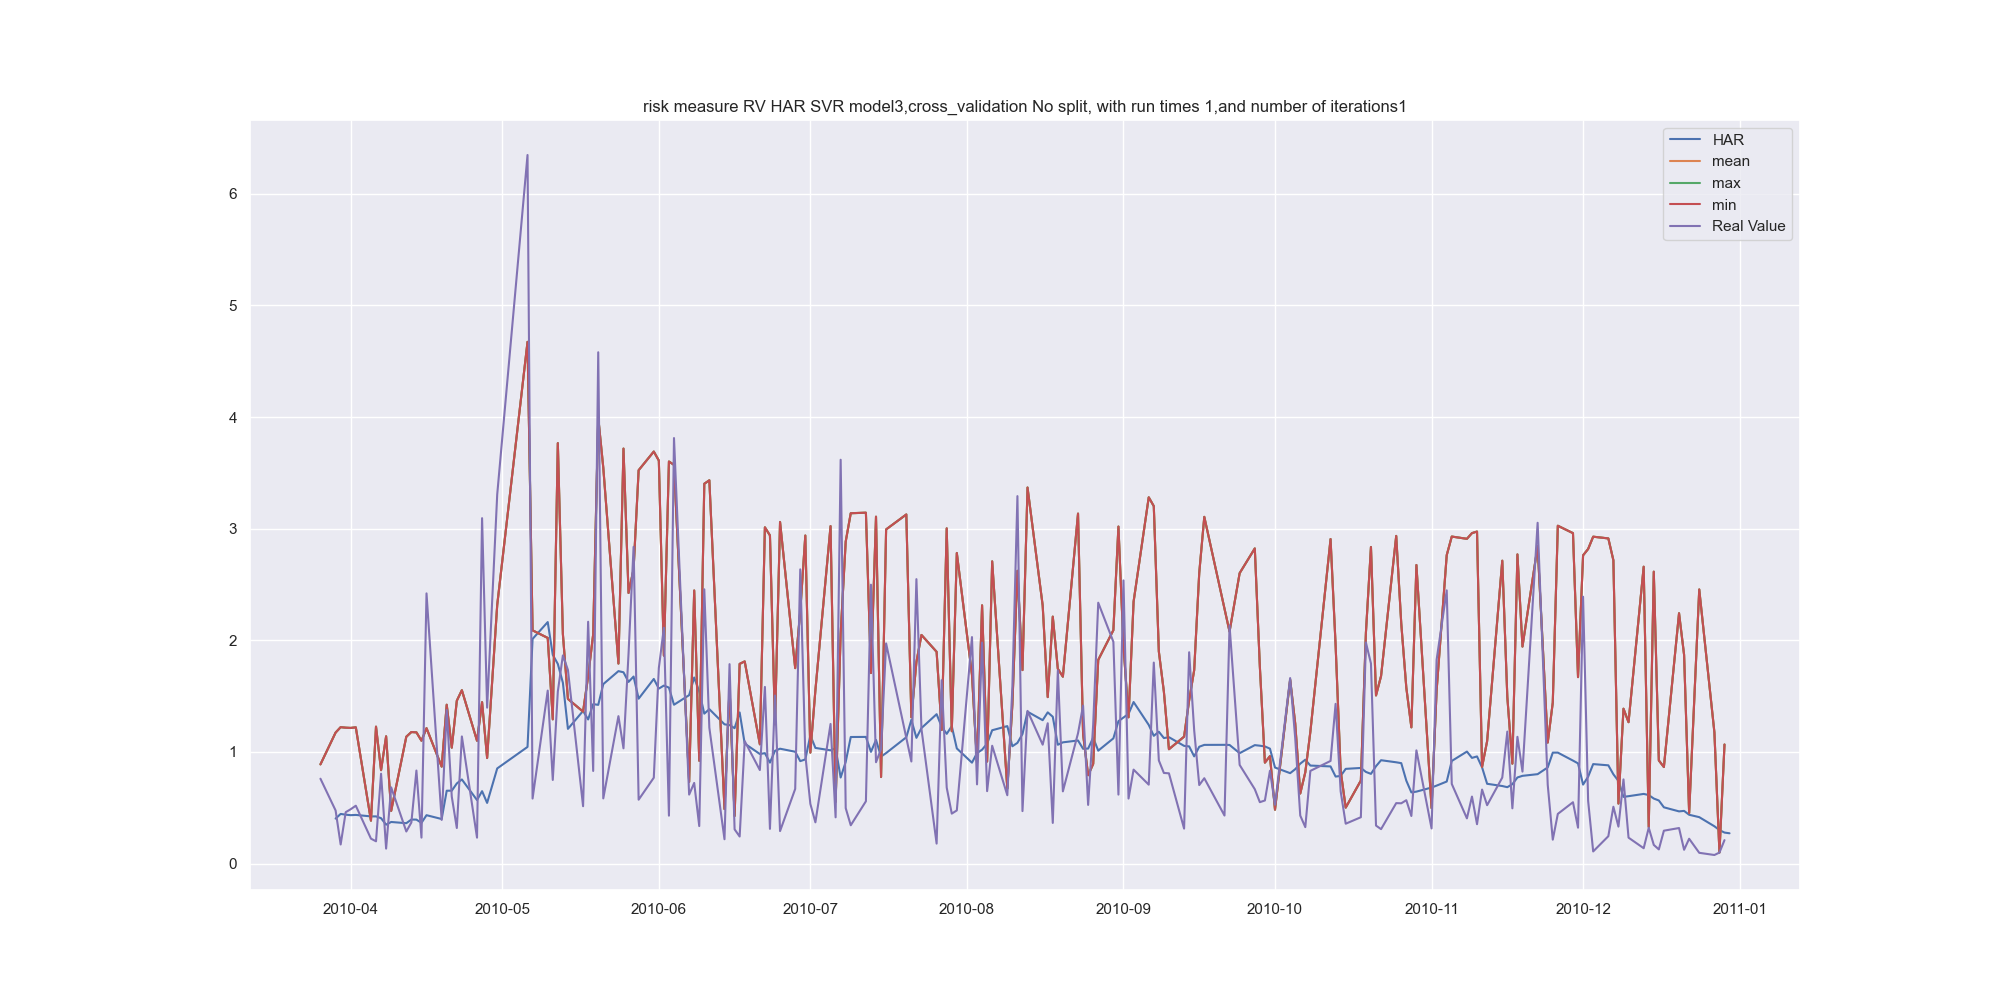 risk measure RV HAR SVR model3,cross_validation No split, with run times 1,and number of iterations1
HAR
mean
max
min
Real Value
6
5
4
3
2
1
0
2010-04 2010-05 2010-06 2010-07 2010-08 2010-09 2010-10 2010-11 2010-12 2011-01